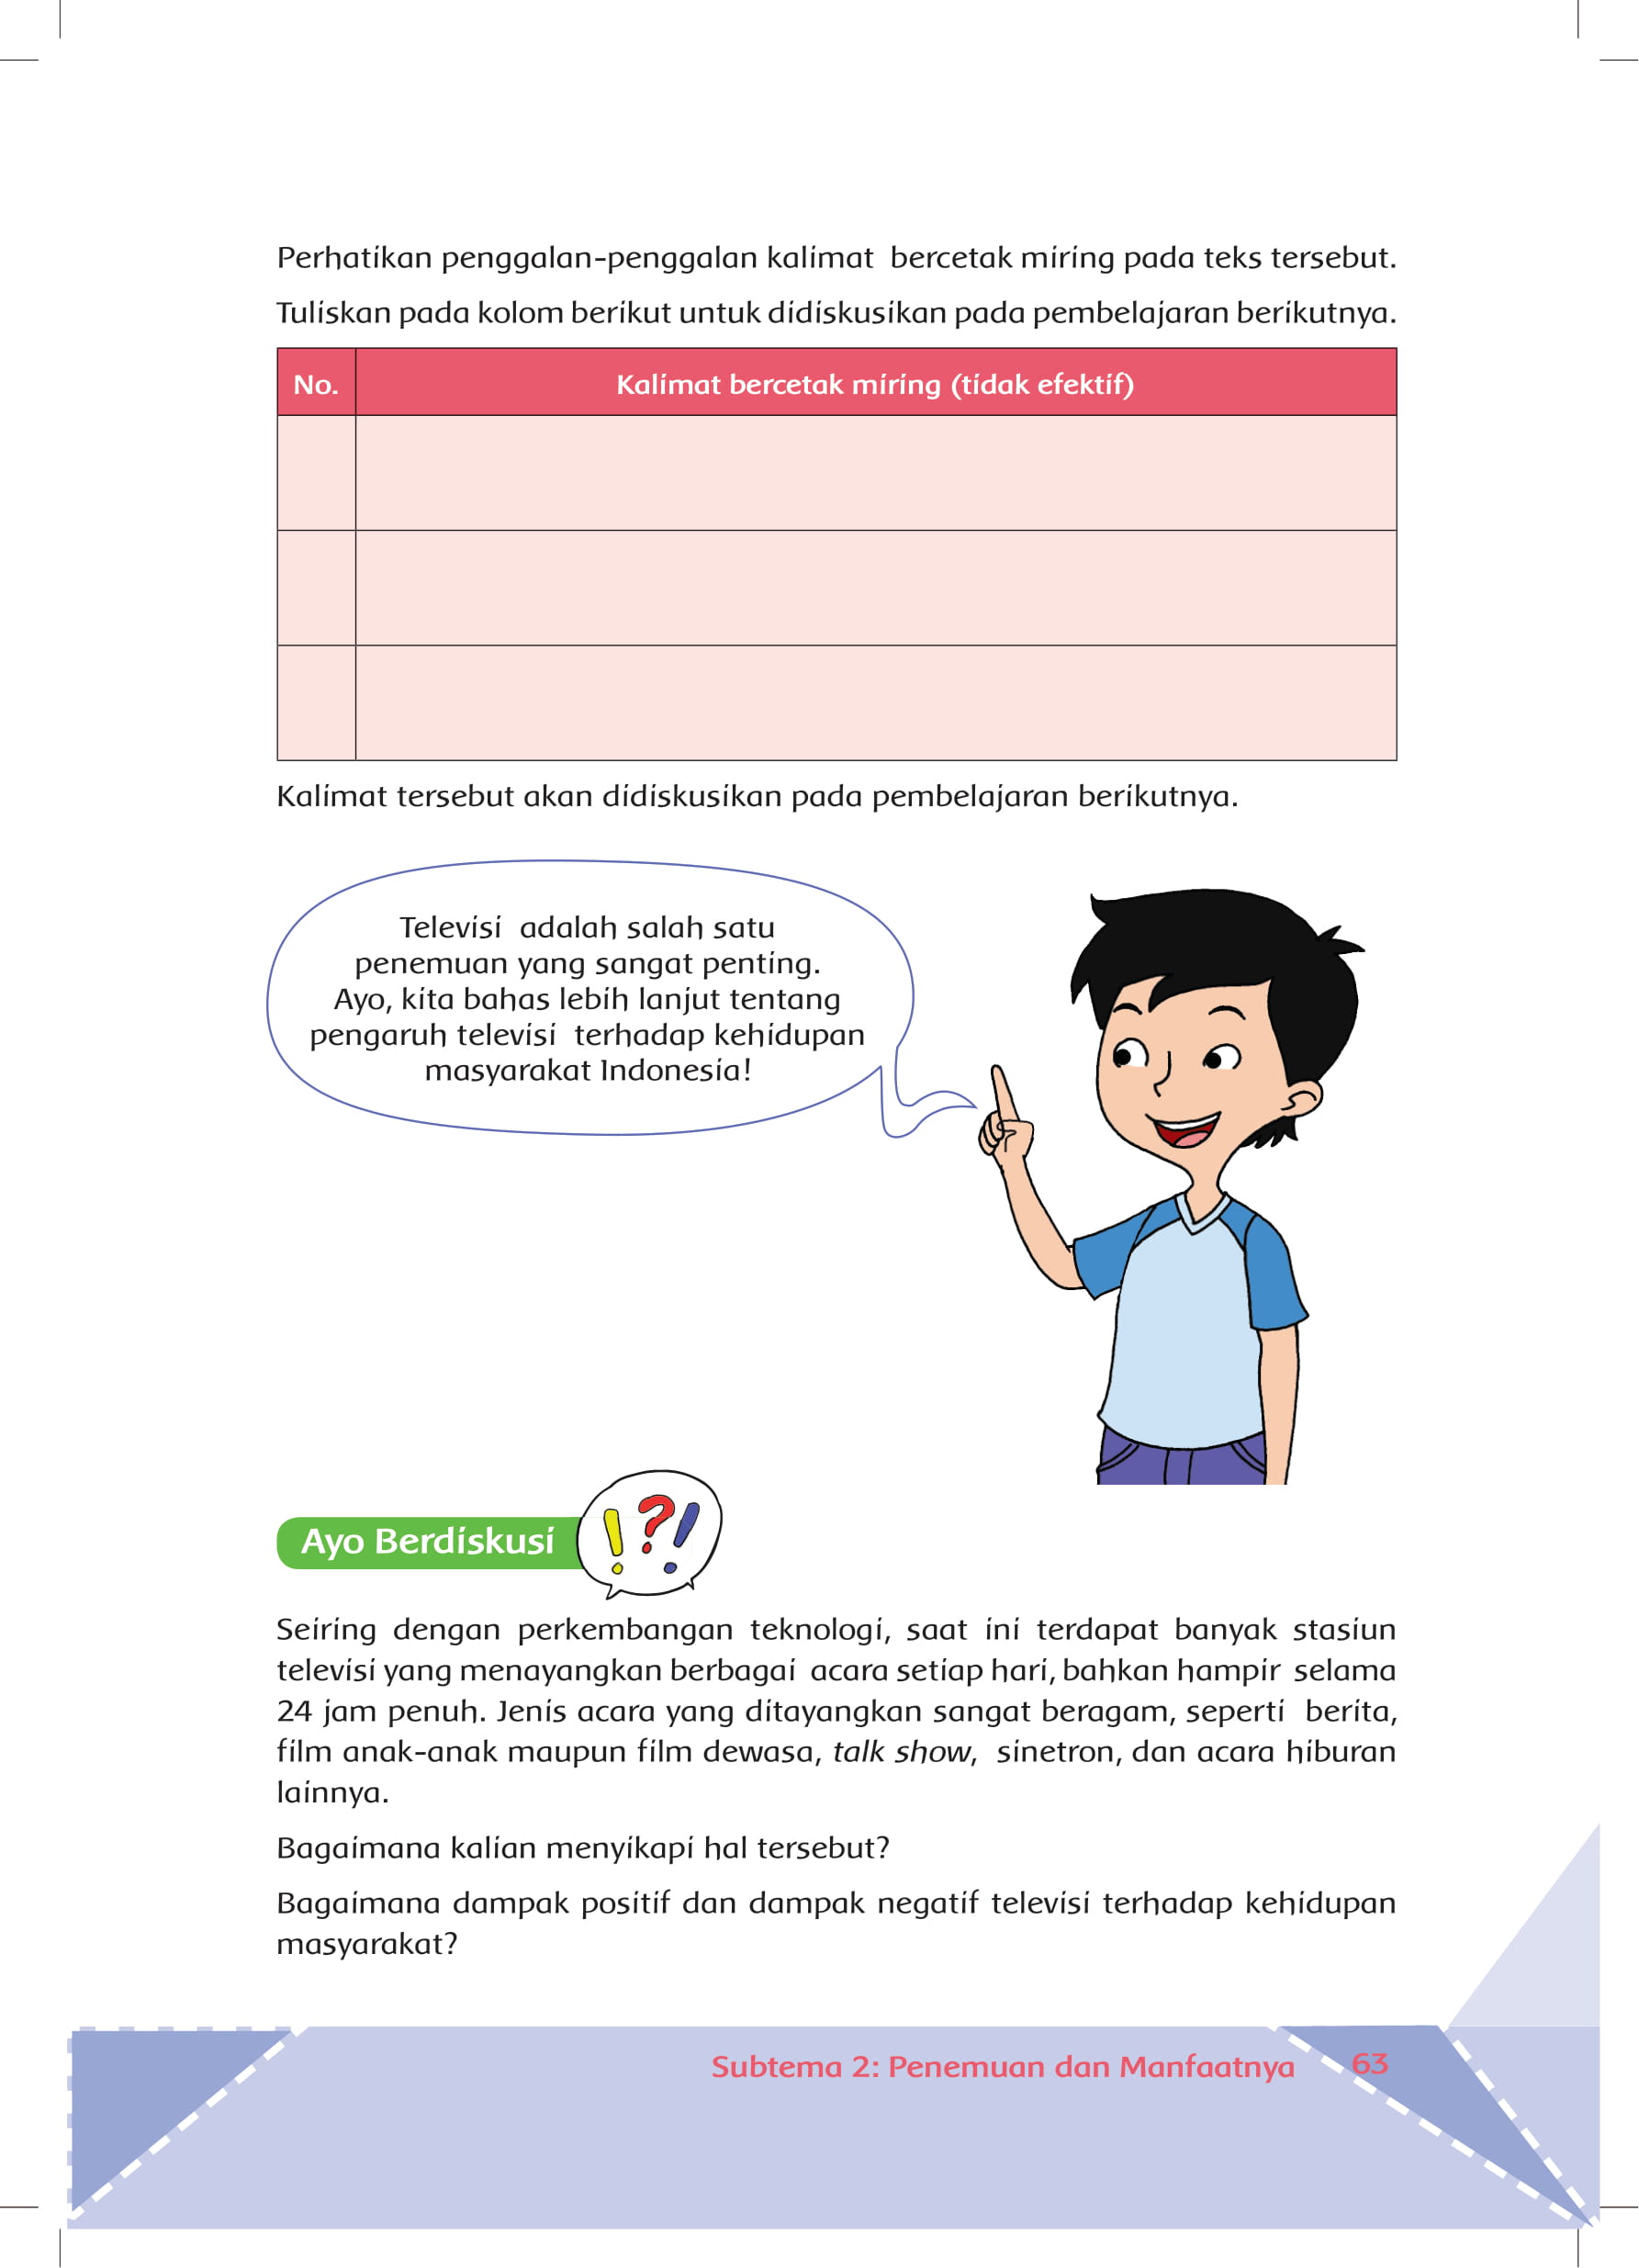 Perhatikan penggalan-penggalan kalimat bercetak miring pada teks tersebut.
Tuliskan pada kolom berikut untuk didiskusikan pada pembelajaran berikutnya.
No. Kalimat bercetak miring (tidak efektif)
Kalimat tersebut akan didiskusikan pada pembelajaran berikutnya.
Televisi adalah salah satu
penemuan yang sangat penting.
Ayo, kita bahas lebih lanjut tentang
pengaruh televisi terhadap kehidupan
masyarakat Indonesia!
Ayo Berdiskusi
! ? !
Seiring dengan perkembangan teknologi, saat ini terdapat banyak stasiun
televisi yang menayangkan berbagai acara setiap hari, bahkan hampir selama
24 jam penuh. Jenis acara yang ditayangkan sangat beragam, seperti berita,
film anak-anak maupun film dewasa, talk show, sinetron, dan acara hiburan
lainnya.
Bagaimana kalian menyikapi hal tersebut?
Bagaimana dampak positif dan dampak negatif televisi terhadap kehidupan
masyarakat?
Subtema 2: Penemuan dan Manfaatnya 63